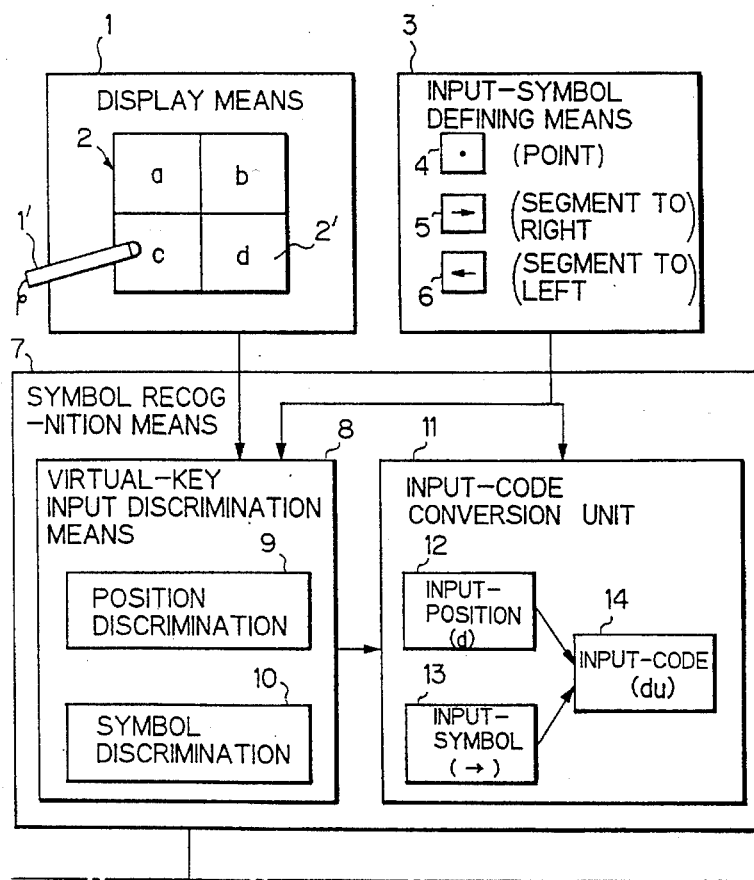 1
DISPLAY MEANS
2
a b
c d
1'
2'
3
INPUT-SYMBOL
DEFINING MEANS
4 • (POINT)
5 → (SEGMENT TO
RIGHT)
6 ← (SEGMENT TO
LEFT)
7
SYMBOL RECOG
-NITION MEANS
8
VIRTUAL-KEY
INPUT DISCRIMINATION
MEANS
9
POSITION
DISCRIMINATION
10
SYMBOL
DISCRIMINATION
11
INPUT-CODE
CONVERSION UNIT
12
INPUT-
POSITION
(d)
13
INPUT-
SYMBOL
(→)
14
INPUT-CODE
(du)